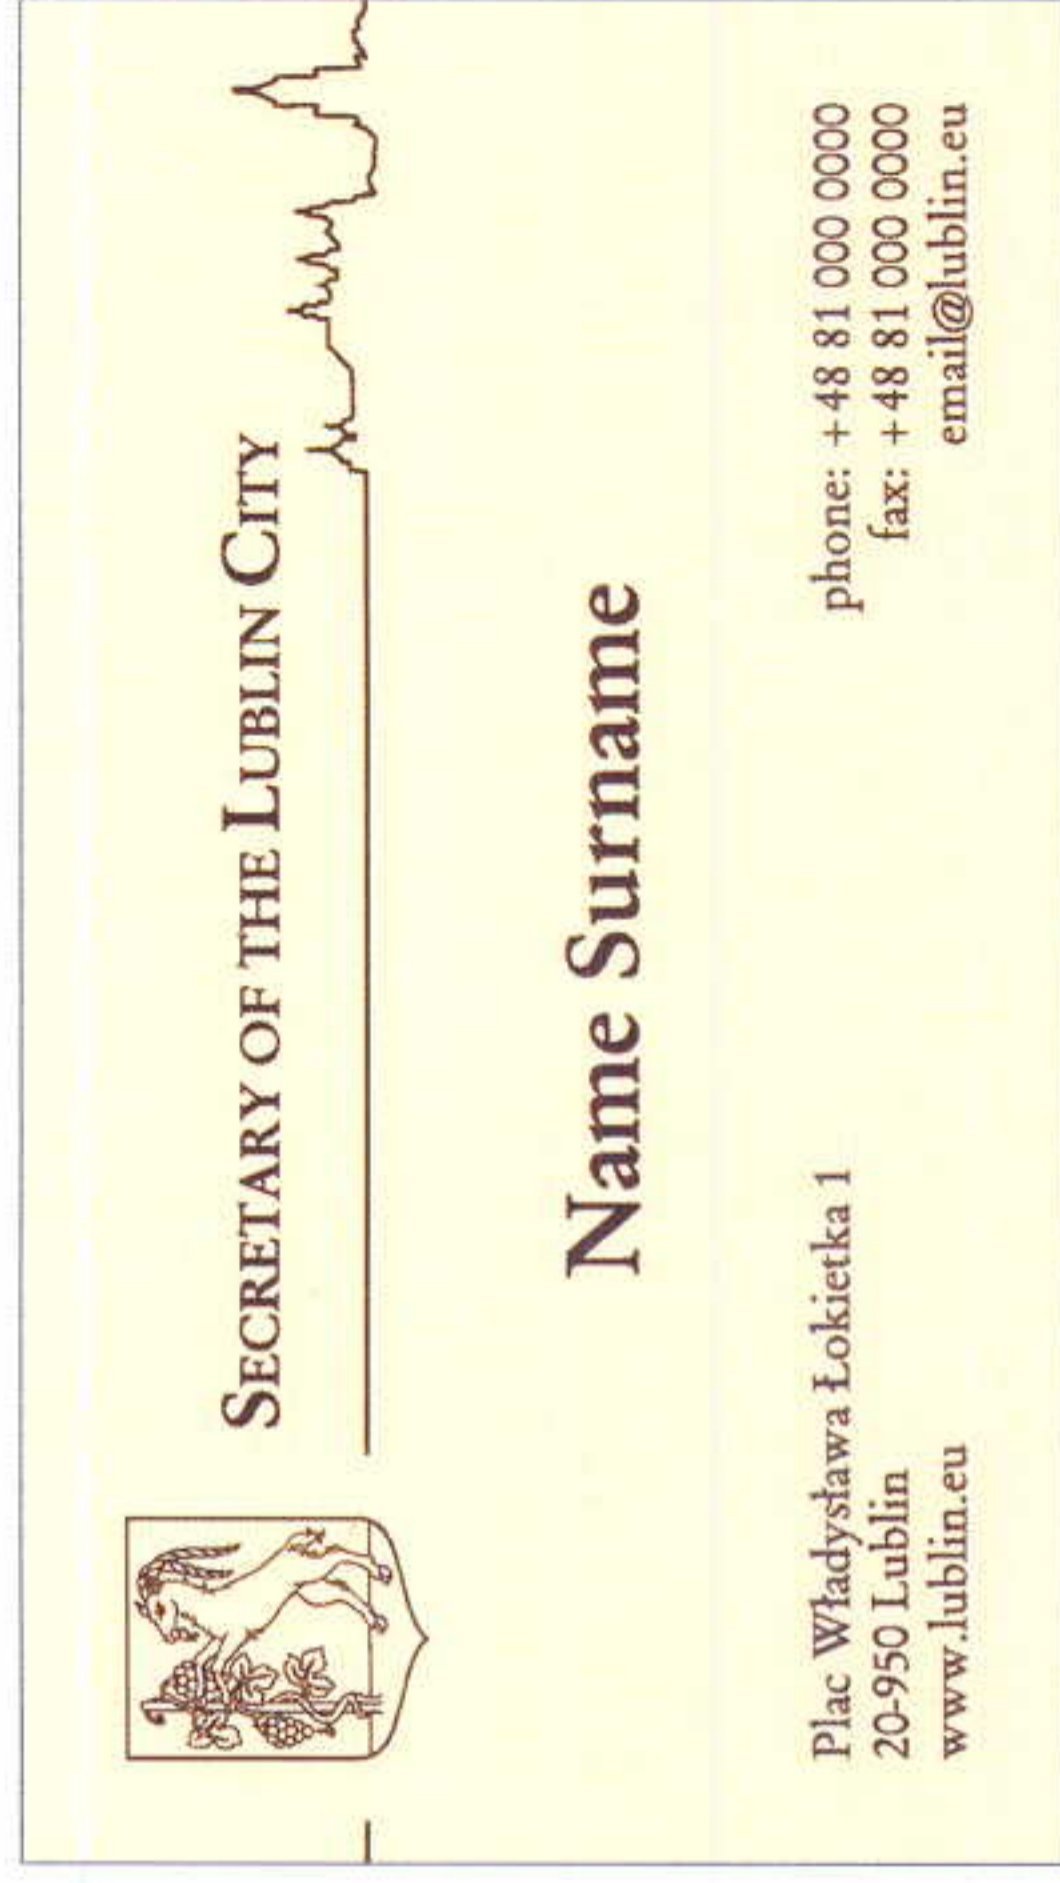 SECRETARY OF THE LUBLIN CITY
Name Surname
Plac Władysława Łokietka 1
20-950 Lublin
www.lublin.eu
phone: +48 81 000 0000
fax: +48 81 000 0000
email@lublin.eu